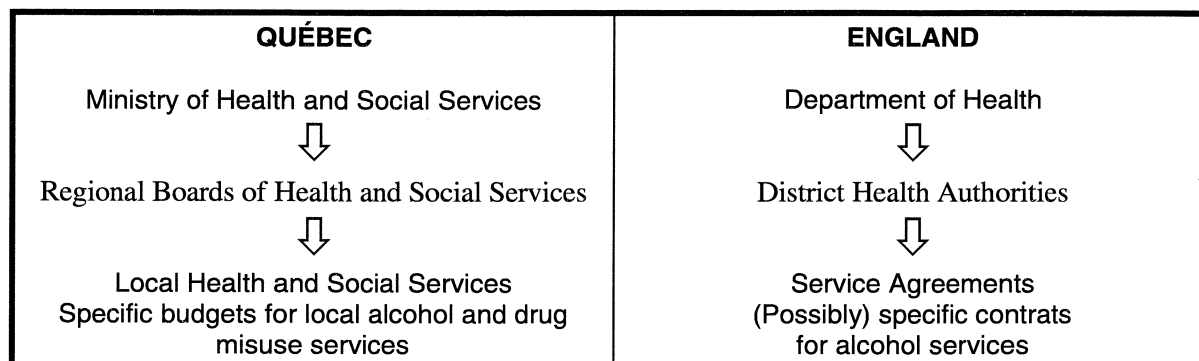 QUÉBEC
Ministry of Health and Social Services
Regional Boards of Health and Social Services
Local Health and Social Services
Specific budgets for local alcohol and drug
misuse services
ENGLAND
Department of Health
District Health Authorities
Service Agreements
(Possibly) specific contrats
for alcohol services